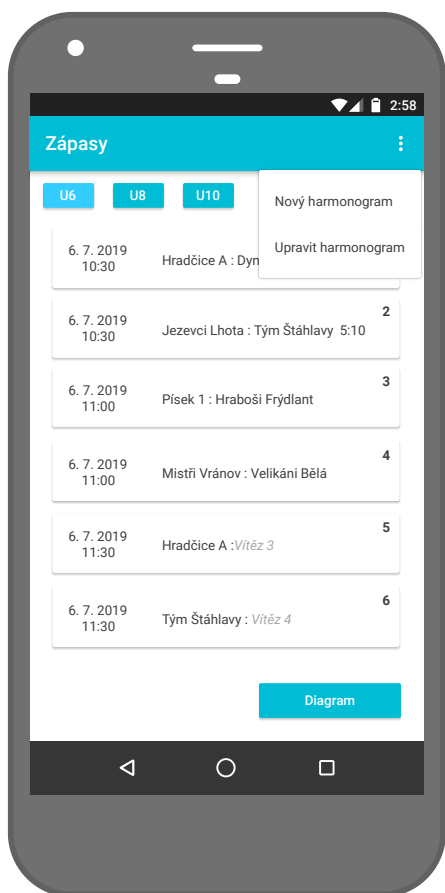 2:58
Zápasy
U6 U8 U10
Nový harmonogram
Upravit harmonogram
6. 7. 2019
10:30
Hradčice A : Dyn
2
6. 7. 2019
10:30
Jezevci Lhota : Tým Štáhlavy 5:10
3
6. 7. 2019
11:00
Písek 1 : Hraboši Frýdlant
4
6. 7. 2019
11:00
Mistři Vránov : Velikáni Bělá
5
6. 7. 2019
11:30
Hradčice A :Vítěz 3
6
6. 7. 2019
11:30
Tým Štáhlavy : Vítěz 4
Diagram